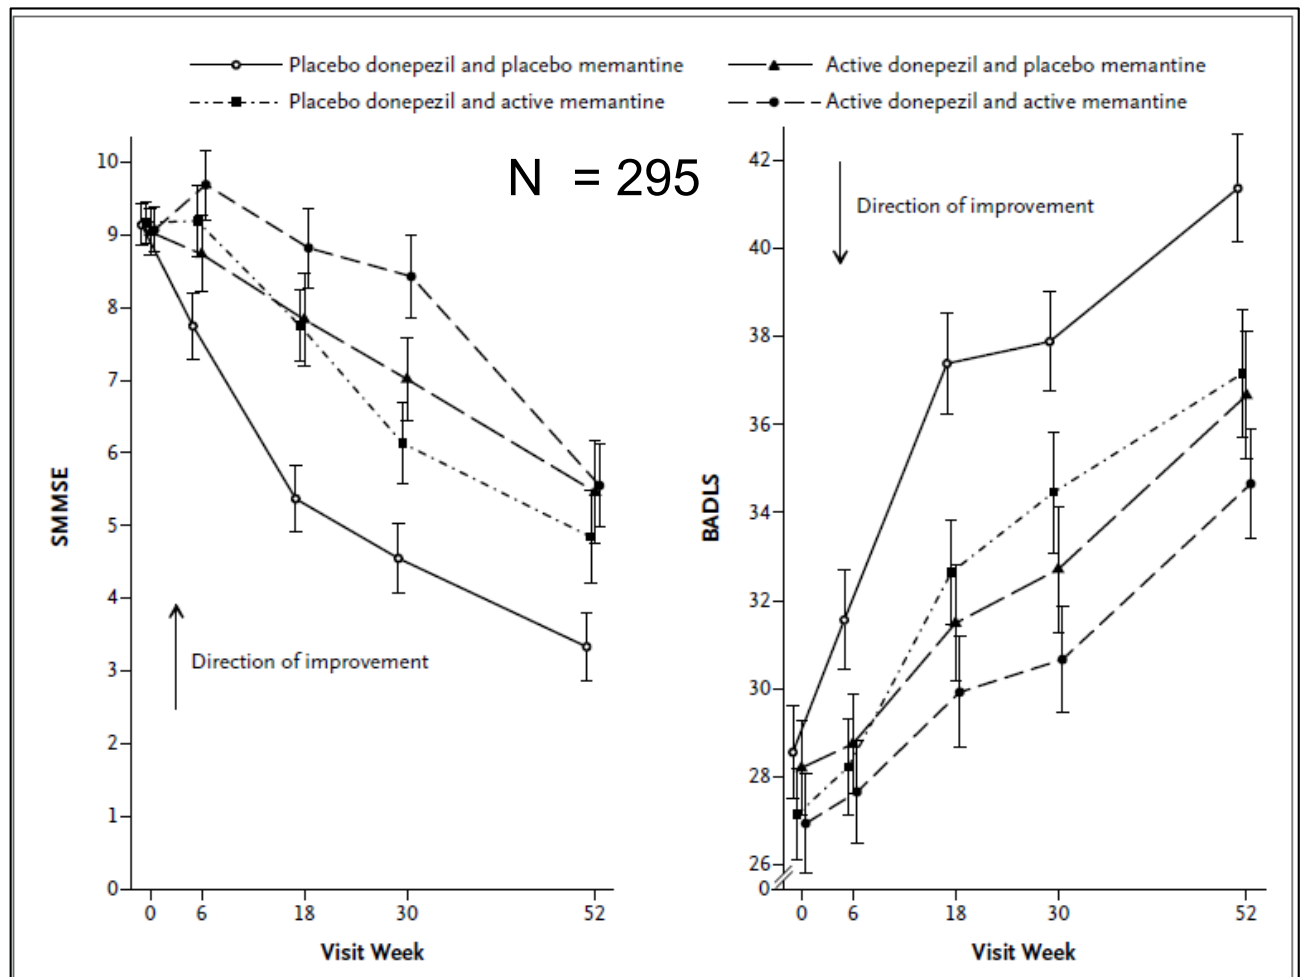 Placebo donepezil and placebo memantine
Active donepezil and placebo memantine
Placebo donepezil and active memantine
Active donepezil and active memantine
N = 295
SMMSE
10
9
8
7
6
5
4
3
2
1
0
Direction of improvement
0 6 18 30 52
Visit Week
BADLS
42
40
38
36
34
32
30
28
26
0
Direction of improvement
0 6 18 30 52
Visit Week